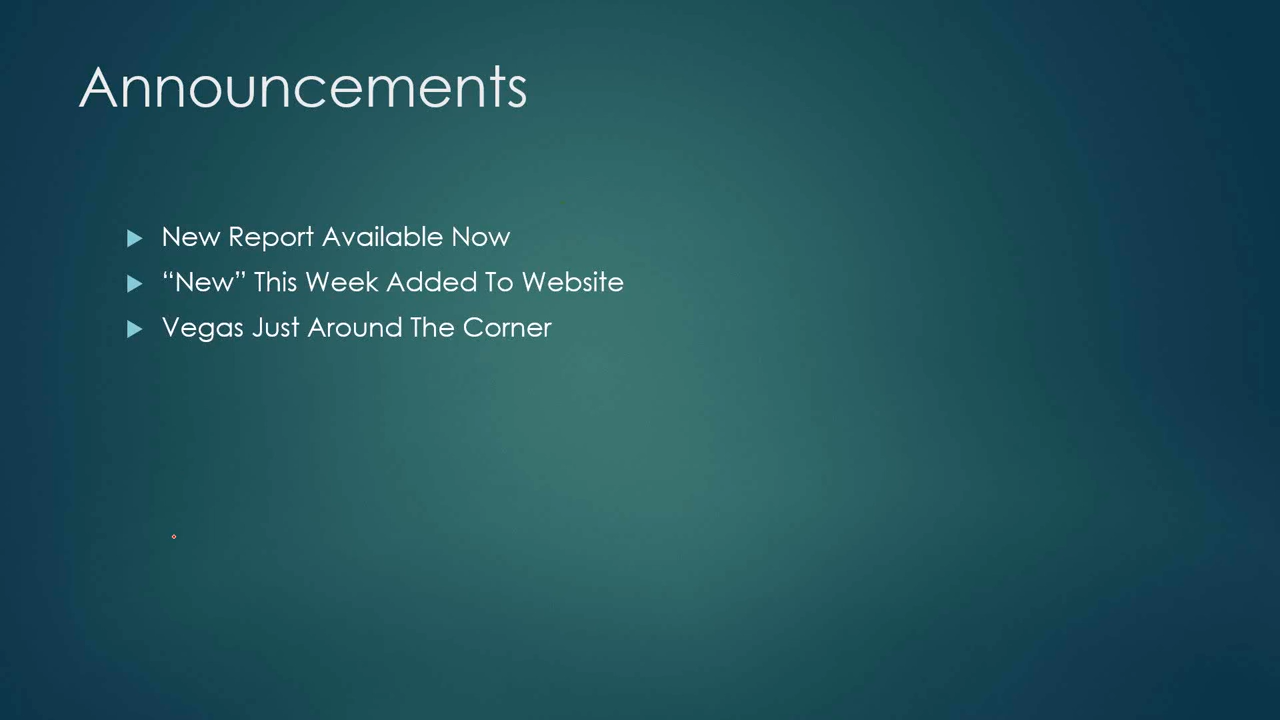 Announcements
New Report Available Now
“New” This Week Added To Website
Vegas Just Around The Corner